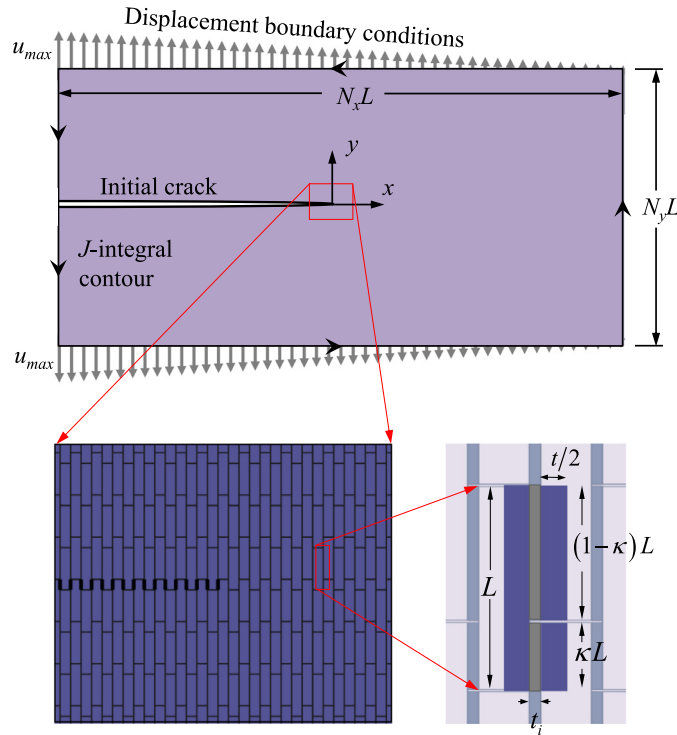 Displacement boundary conditions
u_max
N_xL
y
x
Initial crack
N_yL
J-integral
contour
u_max
t/2
(1-κ)L
L
κL
t_i